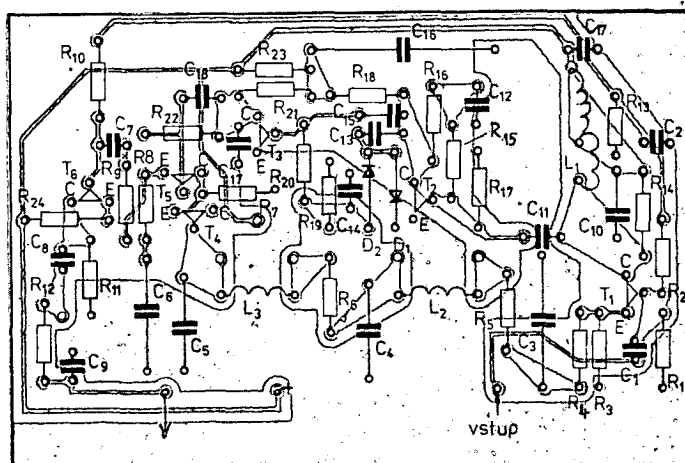 R10
R23
C18
C16
C17
R18
R16
C12
R13
C2
R22
R21
C15
C13
R15
C7
R9
R8
T6
E
C
E
T5
E
C
E
T3
L1
R14
R24
E
E
C
R17
R20
R7
C
T2
E
R17
C11
C10
C8
T4
R19
C14
D2
D1
C
R12
R11
C6
C5
L3
R6
C4
L2
R5
C3
T1
E
R2
C9
R4
R3
C1
R1
vstup